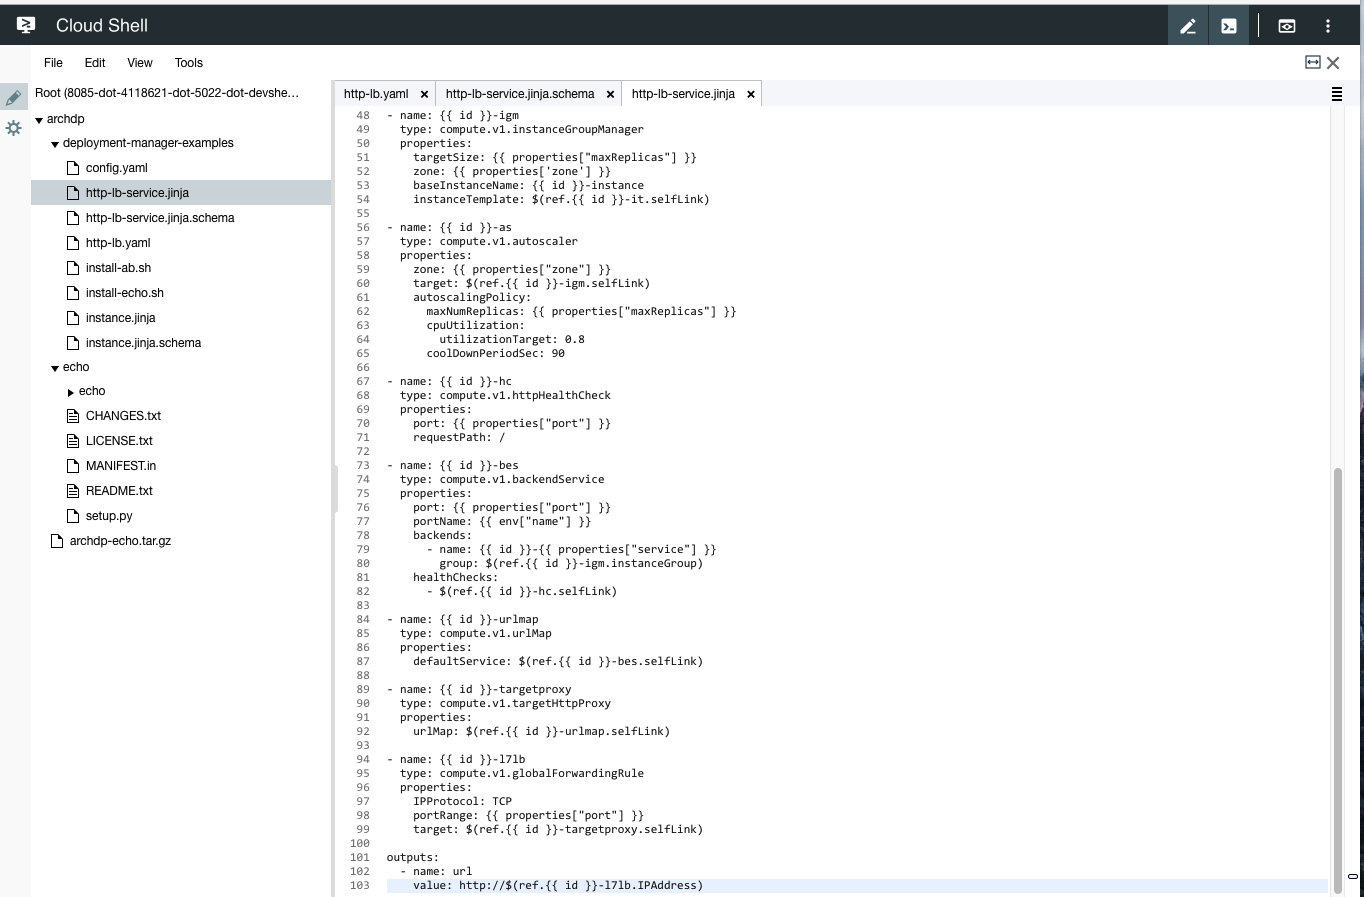 Cloud Shell
File Edit View Tools
Root (8085-dot-4118621-dot-5022-dot-devshe...
archdp
deployment-manager-examples
config.yaml
http-lb-service.jinja
http-lb-service.jinja.schema
http-lb.yaml
install-ab.sh
install-echo.sh
instance.jinja
instance.jinja.schema
echo
echo
CHANGES.txt
LICENSE.txt
MANIFEST.in
README.txt
setup.py
archdp-echo.tar.gz
http-lb.yaml × http-lb-service.jinja.schema × http-lb-service.jinja ×
48 - name: {{ id }}-igm
49   type: compute.v1.instanceGroupManager
50   properties:
51     targetSize: {{ properties["maxReplicas"] }}
52     zone: {{ properties['zone'] }}
53     baseInstanceName: {{ id }}-instance
54     instanceTemplate: $(ref.{{ id }}-it.selfLink)
55
56 - name: {{ id }}-as
57   type: compute.v1.autoscaler
58   properties:
59     zone: {{ properties["zone"] }}
60     target: $(ref.{{ id }}-igm.selfLink)
61     autoscalingPolicy:
62       maxNumReplicas: {{ properties["maxReplicas"] }}
63       cpuUtilization:
64         utilizationTarget: 0.8
65       coolDownPeriodSec: 90
66
67 - name: {{ id }}-hc
68   type: compute.v1.httpHealthCheck
69   properties:
70     port: {{ properties["port"] }}
71     requestPath: /
72
73 - name: {{ id }}-bes
74   type: compute.v1.backendService
75   properties:
76     port: {{ properties["port"] }}
77     portName: {{ env["name"] }}
78     backends:
79       - name: {{ id }}-{{ properties["service"] }}
80         group: $(ref.{{ id }}-igm.instanceGroup)
81     healthChecks:
82       - $(ref.{{ id }}-hc.selfLink)
83
84 - name: {{ id }}-urlmap
85   type: compute.v1.urlMap
86   properties:
87     defaultService: $(ref.{{ id }}-bes.selfLink)
88
89 - name: {{ id }}-targetproxy
90   type: compute.v1.targetHttpProxy
91   properties:
92     urlMap: $(ref.{{ id }}-urlmap.selfLink)
93
94 - name: {{ id }}-l7lb
95   type: compute.v1.globalForwardingRule
96   properties:
97     IPProtocol: TCP
98     portRange: {{ properties["port"] }}
99     target: $(ref.{{ id }}-targetproxy.selfLink)
100
101 outputs:
102   - name: url
103     value: http://$(ref.{{ id }}-l7lb.IPAddress)